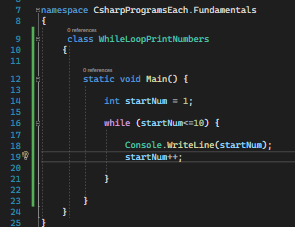 7 namespace CsharpProgramsEach.Fundamentals
8 {
0 references
9 class WhileLoopPrintNumbers
10 {
11
0 references
12 static void Main() {
13
14 int startNum = 1;
15
16 while (startNum<=10) {
17
18 Console.WriteLine(startNum);
19 startNum++;
20
21 }
22
23 }
24 }
25 }